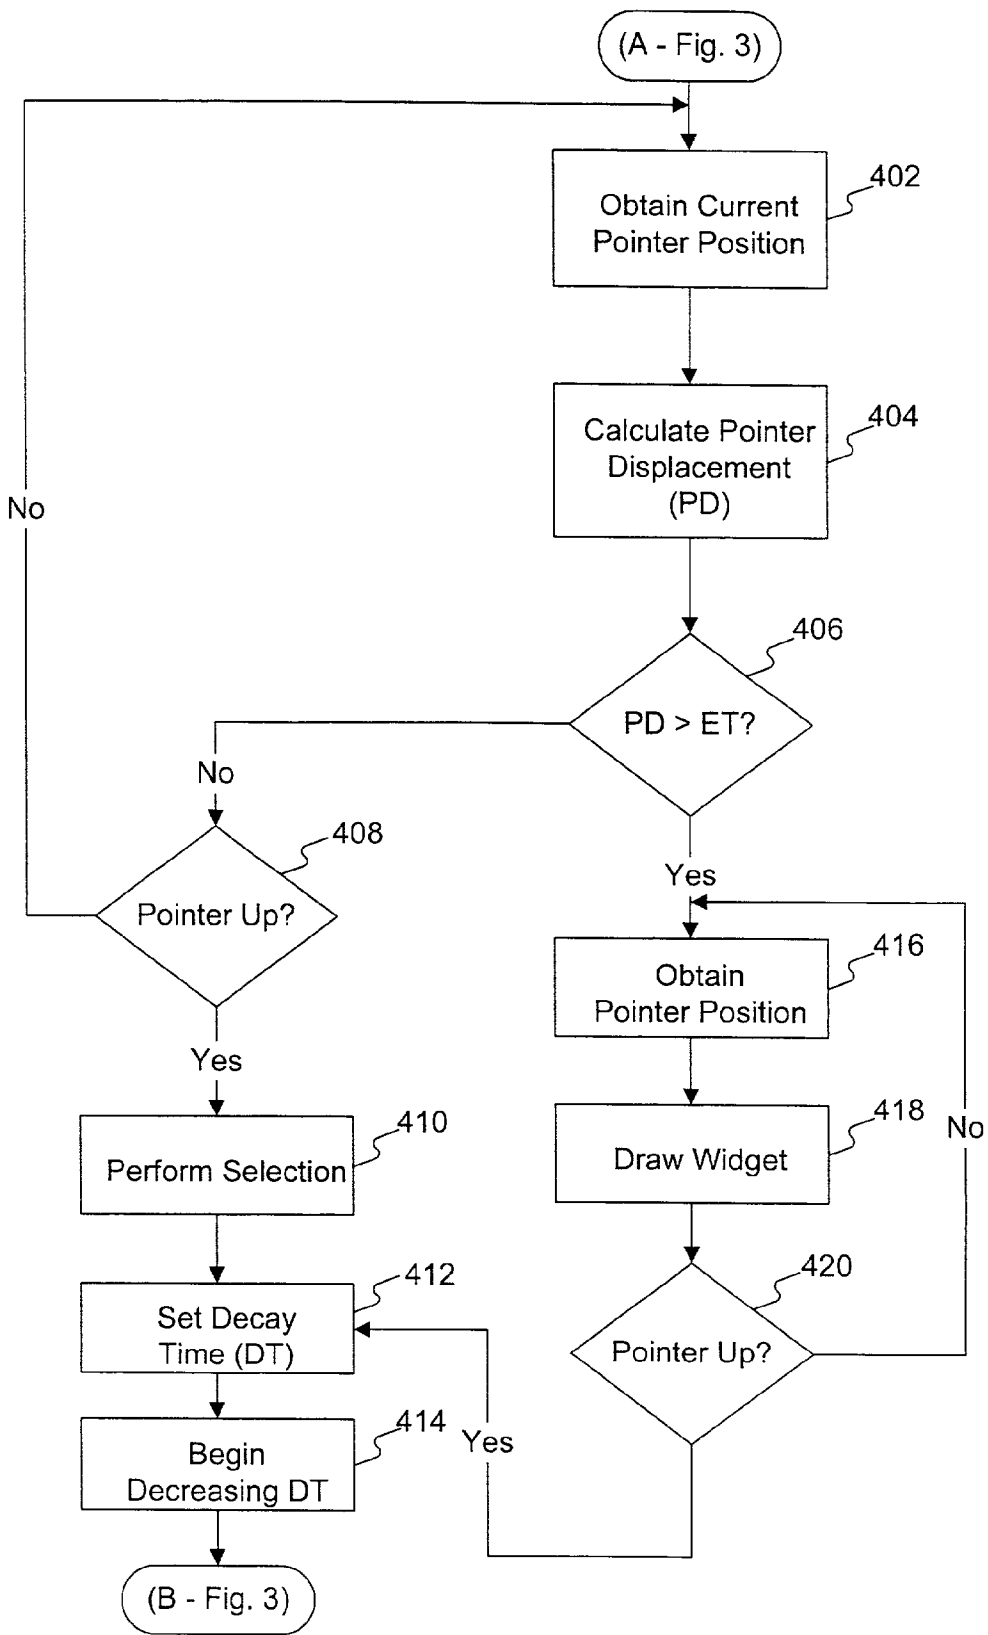 (A - Fig. 3)
402
Obtain Current
Pointer Position
404
Calculate Pointer
Displacement
(PD)
No
406
PD > ET?
No
408
Yes
Pointer Up?
416
Obtain
Pointer Position
Yes
410
418
No
Perform Selection
Draw Widget
412
420
Set Decay
Time (DT)
Pointer Up?
414
Yes
Begin
Decreasing DT
(B - Fig. 3)